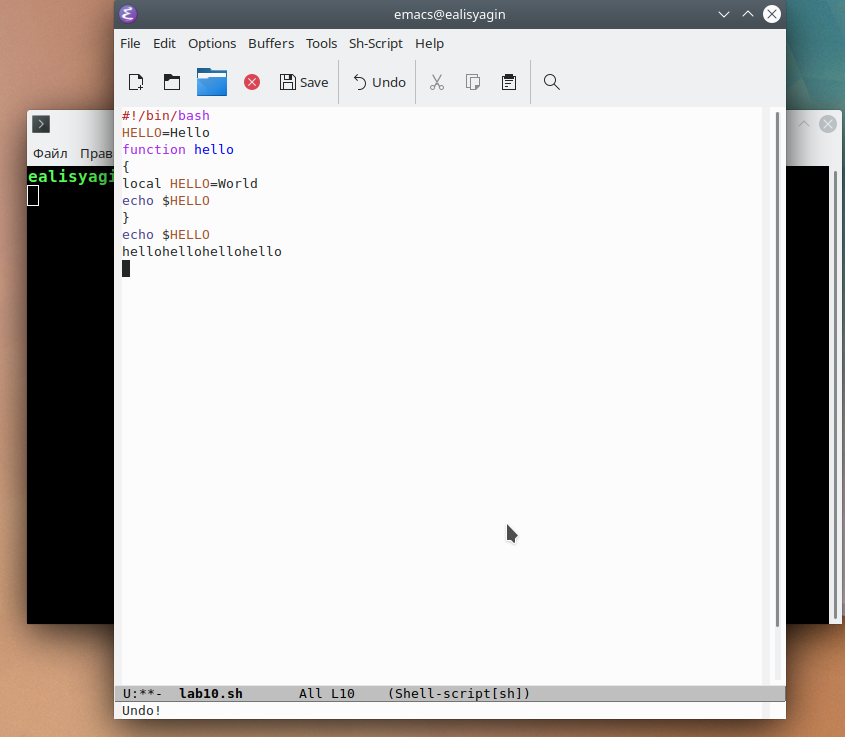 emacs@ealisyagin
File Edit Options Buffers Tools Sh-Script Help
Save Undo
Файл Прав
ealisyagi
#!/bin/bash
HELLO=Hello
function hello
{
local HELLO=World
echo $HELLO
}
echo $HELLO
hellohellohellohello
U:**- lab10.sh All L10 (Shell-script[sh])
Undo!